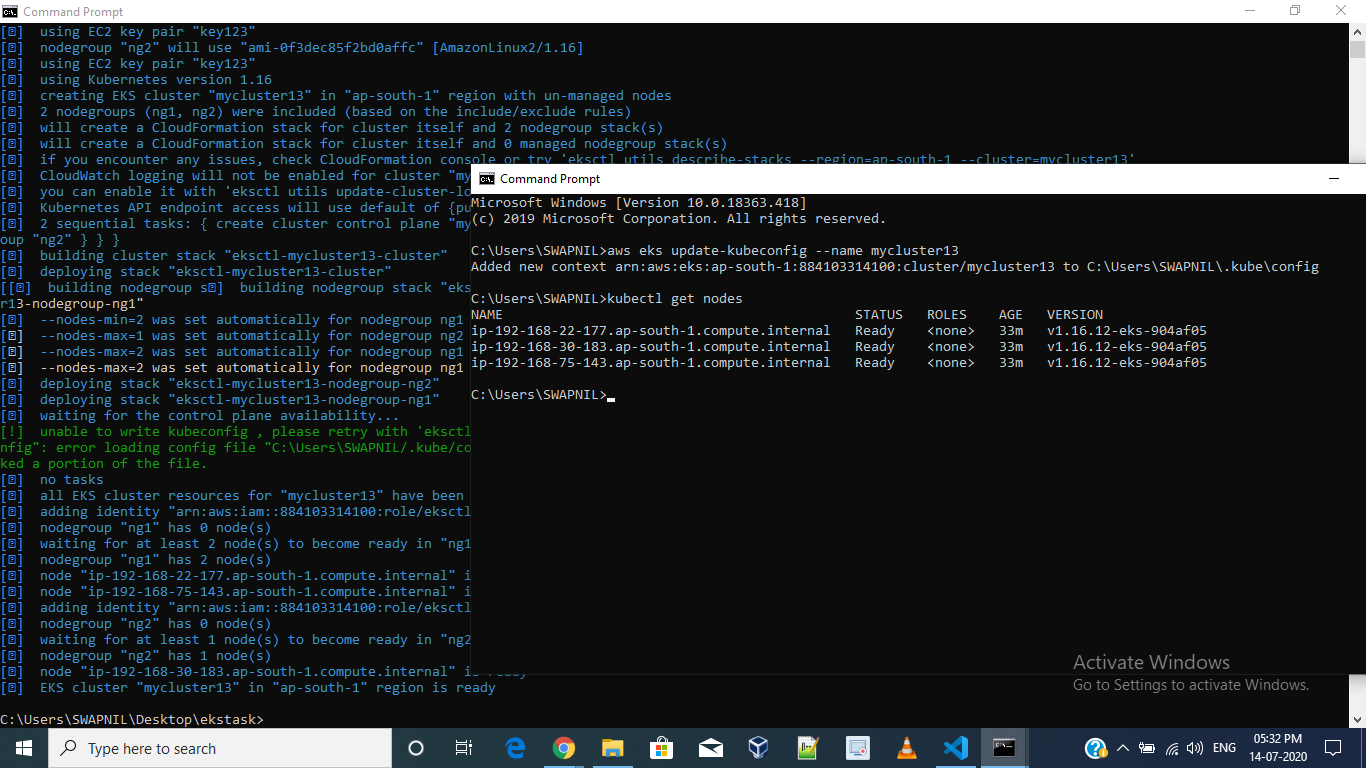 Command Prompt
[?]  using EC2 key pair "key123"
[?]  nodegroup "ng2" will use "ami-0f3dec85f2bd0affc" [AmazonLinux2/1.16]
[?]  using EC2 key pair "key123"
[?]  using Kubernetes version 1.16
[?]  creating EKS cluster "mycluster13" in "ap-south-1" region with un-managed nodes
[?]  2 nodegroups (ng1, ng2) were included (based on the include/exclude rules)
[?]  will create a CloudFormation stack for cluster itself and 2 nodegroup stack(s)
[?]  will create a CloudFormation stack for cluster itself and 0 managed nodegroup stack(s)
[?]  if you encounter any issues, check CloudFormation console or try 'eksctl utils describe-stacks --region=ap-south-1 --cluster=mycluster13'
[?]  CloudWatch logging will not be enabled for cluster "my
[?]  you can enable it with 'eksctl utils update-cluster-lo
[?]  Kubernetes API endpoint access will use default of {pu
[?]  2 sequential tasks: { create cluster control plane "my
oup "ng2" } } }
[?]  building cluster stack "eksctl-mycluster13-cluster"
[?]  deploying stack "eksctl-mycluster13-cluster"
[[?]  building nodegroup s?]  building nodegroup stack "eks
r13-nodegroup-ng1"
[?]  --nodes-min=2 was set automatically for nodegroup ng1
[?]  --nodes-max=1 was set automatically for nodegroup ng2
[?]  --nodes-max=2 was set automatically for nodegroup ng1
[?]  --nodes-max=2 was set automatically for nodegroup ng1
[?]  deploying stack "eksctl-mycluster13-nodegroup-ng2"
[?]  deploying stack "eksctl-mycluster13-nodegroup-ng1"
[?]  waiting for the control plane availability...
[!]  unable to write kubeconfig , please retry with 'eksctl
nfig": error loading config file "C:\Users\SWAPNIL/.kube/co
ked a portion of the file.
[?]  no tasks
[?]  all EKS cluster resources for "mycluster13" have been
[?]  adding identity "arn:aws:iam::884103314100:role/eksctl
[?]  nodegroup "ng1" has 0 node(s)
[?]  waiting for at least 2 node(s) to become ready in "ng1
[?]  nodegroup "ng1" has 2 node(s)
[?]  node "ip-192-168-22-177.ap-south-1.compute.internal" i
[?]  node "ip-192-168-75-143.ap-south-1.compute.internal" i
[?]  adding identity "arn:aws:iam::884103314100:role/eksctl
[?]  nodegroup "ng2" has 0 node(s)
[?]  waiting for at least 1 node(s) to become ready in "ng2
[?]  nodegroup "ng2" has 1 node(s)
[?]  node "ip-192-168-30-183.ap-south-1.compute.internal" is ready
[?]  EKS cluster "mycluster13" in "ap-south-1" region is ready
C:\Users\SWAPNIL\Desktop\ekstask>
Command Prompt
Microsoft Windows [Version 10.0.18363.418]
(c) 2019 Microsoft Corporation. All rights reserved.
C:\Users\SWAPNIL>aws eks update-kubeconfig --name mycluster13
Added new context arn:aws:eks:ap-south-1:884103314100:cluster/mycluster13 to C:\Users\SWAPNIL\.kube\config
C:\Users\SWAPNIL>kubectl get nodes
NAME STATUS ROLES AGE VERSION
ip-192-168-22-177.ap-south-1.compute.internal Ready <none> 33m v1.16.12-eks-904af05
ip-192-168-30-183.ap-south-1.compute.internal Ready <none> 33m v1.16.12-eks-904af05
ip-192-168-75-143.ap-south-1.compute.internal Ready <none> 33m v1.16.12-eks-904af05
C:\Users\SWAPNIL>
Activate Windows
Go to Settings to activate Windows.
Type here to search
ENG
05:32 PM
14-07-2020